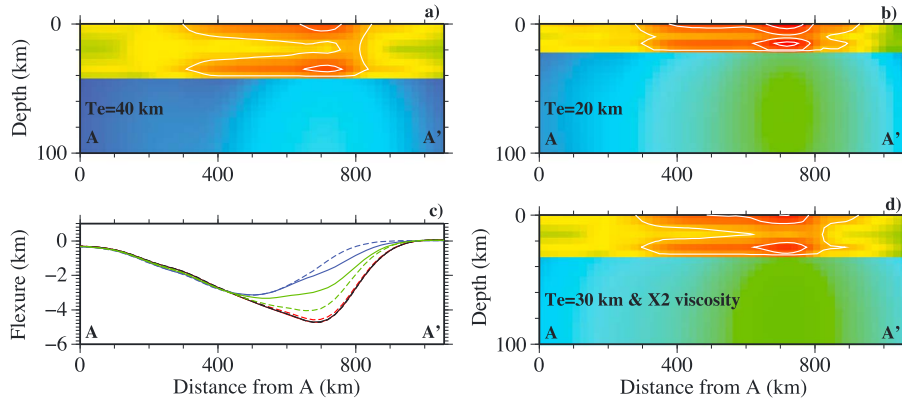 a)
0
Depth (km)
Te=40 km
A
A’
100
0
400
800
b)
0
Te=20 km
A
A’
100
0
400
800
c)
0
−2
−4
−6
Flexure (km)
A
A’
0
400
800
Distance from A (km)
d)
0
Depth (km)
Te=30 km & X2 viscosity
A
A’
100
0
400
800
Distance from A (km)